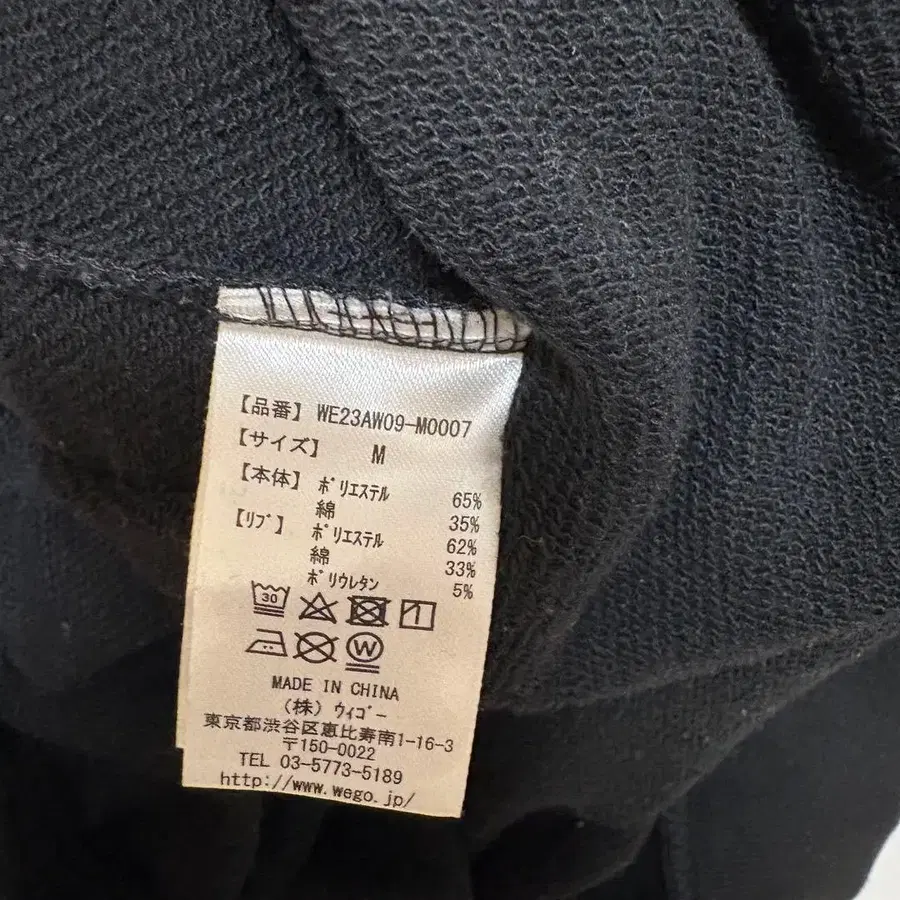 【品番】 WE23AW09-M0007
【サイズ】 M
【本体】 ポリエステル 65%
綿 35%
【リブ】 ポリエステル 62%
綿 33%
ポリウレタン 5%
30
W
MADE IN CHINA
(株) ウィゴー
東京都渋谷区恵比寿南1-16-3
〒150-0022
TEL 03-5773-5189
http://www.wego.jp/